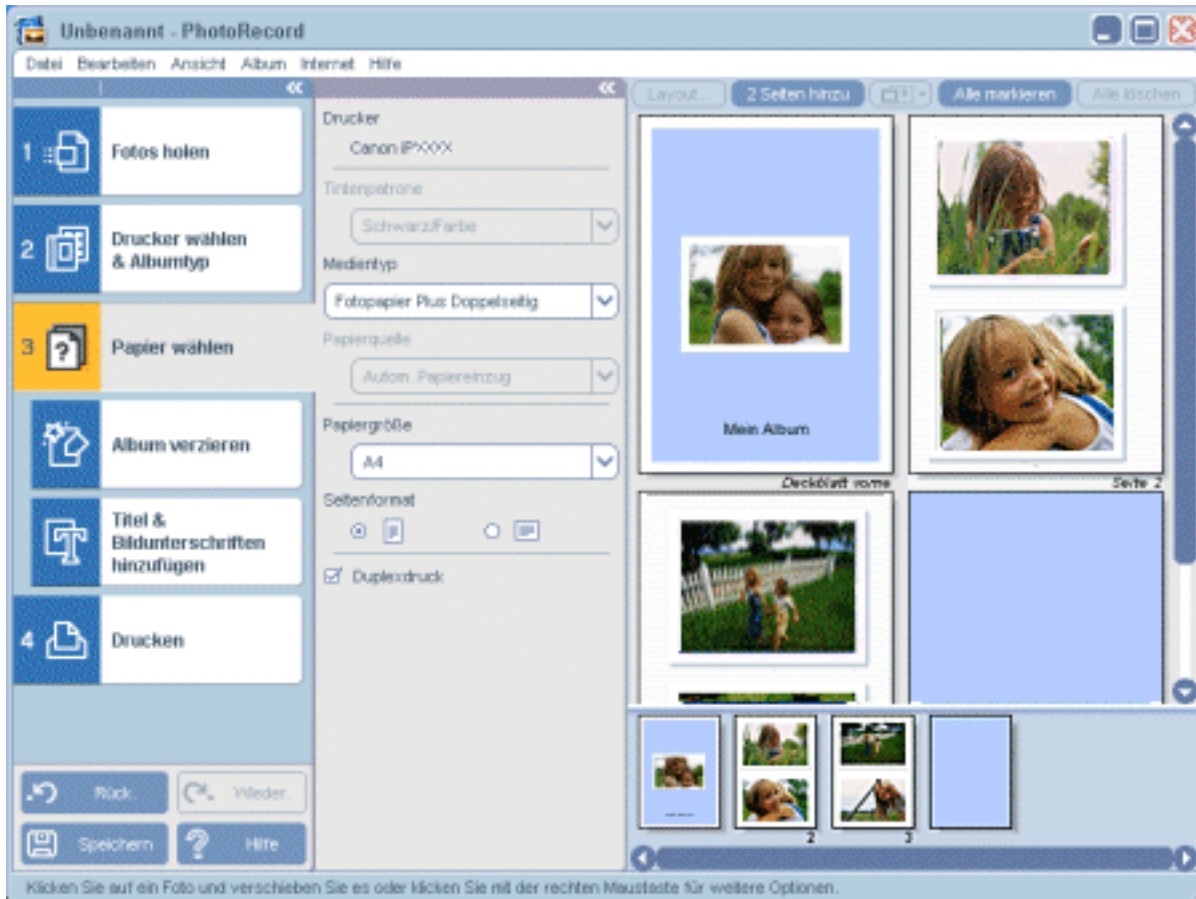 Unbenannt - PhotoRecord
Datei Bearbeiten Ansicht Album Internet Hilfe
1 Fotos holen
2 Drucker wählen
& Albumtyp
3 Papier wählen
Album verzieren
Titel &
Bildunterschriften
hinzufügen
4 Drucken
Rück.
Wieder.
Speichern
Hilfe
Drucker
Canon iPXXXX
Tintenpatrone
Schwarz/Farbe
Medientyp
Fotopapier Plus Doppelseitig
Papierquelle
Autom. Papiereinzug
Papiergröße
A4
Seitenformat
Duplexdruck
Layout... 2 Seiten hinzu Alle markieren Alle löschen
Mein Album
Deckblatt vorne
Seite 2
2
3
Klicken Sie auf ein Foto und verschieben Sie es oder klicken Sie mit der rechten Maustaste für weitere Optionen.